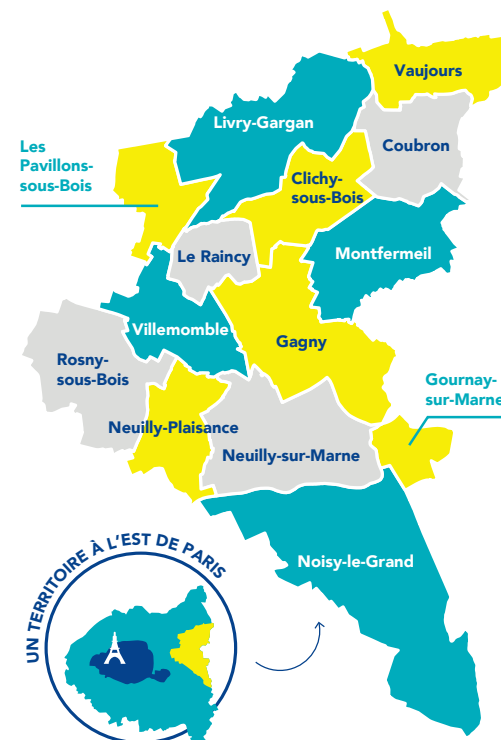 Vaujours
Livry-Gargan
Coubron
Les
Pavillons-
sous-Bois
Clichy-
sous-Bois
Le Raincy
Montfermeil
Villemomble
Gagny
Rosny-
sous-Bois
Gournay-
sur-Marne
Neuilly-Plaisance
Neuilly-sur-Marne
Noisy-le-Grand
UN TERRITOIRE À L'EST DE PARIS